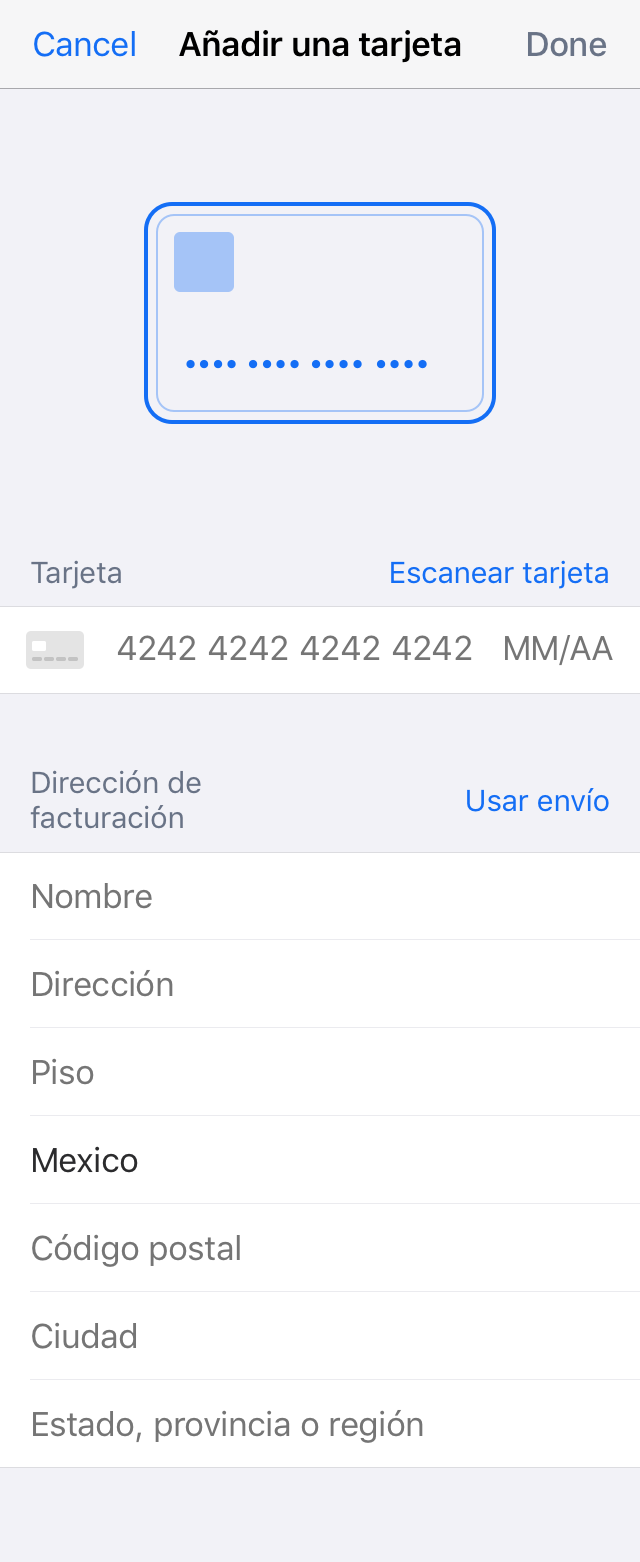 Cancel Añadir una tarjeta Done
Tarjeta Escanear tarjeta
4242 4242 4242 4242 MM/AA
Dirección de
facturación
Usar envío
Nombre
Dirección
Piso
Mexico
Código postal
Ciudad
Estado, provincia o región